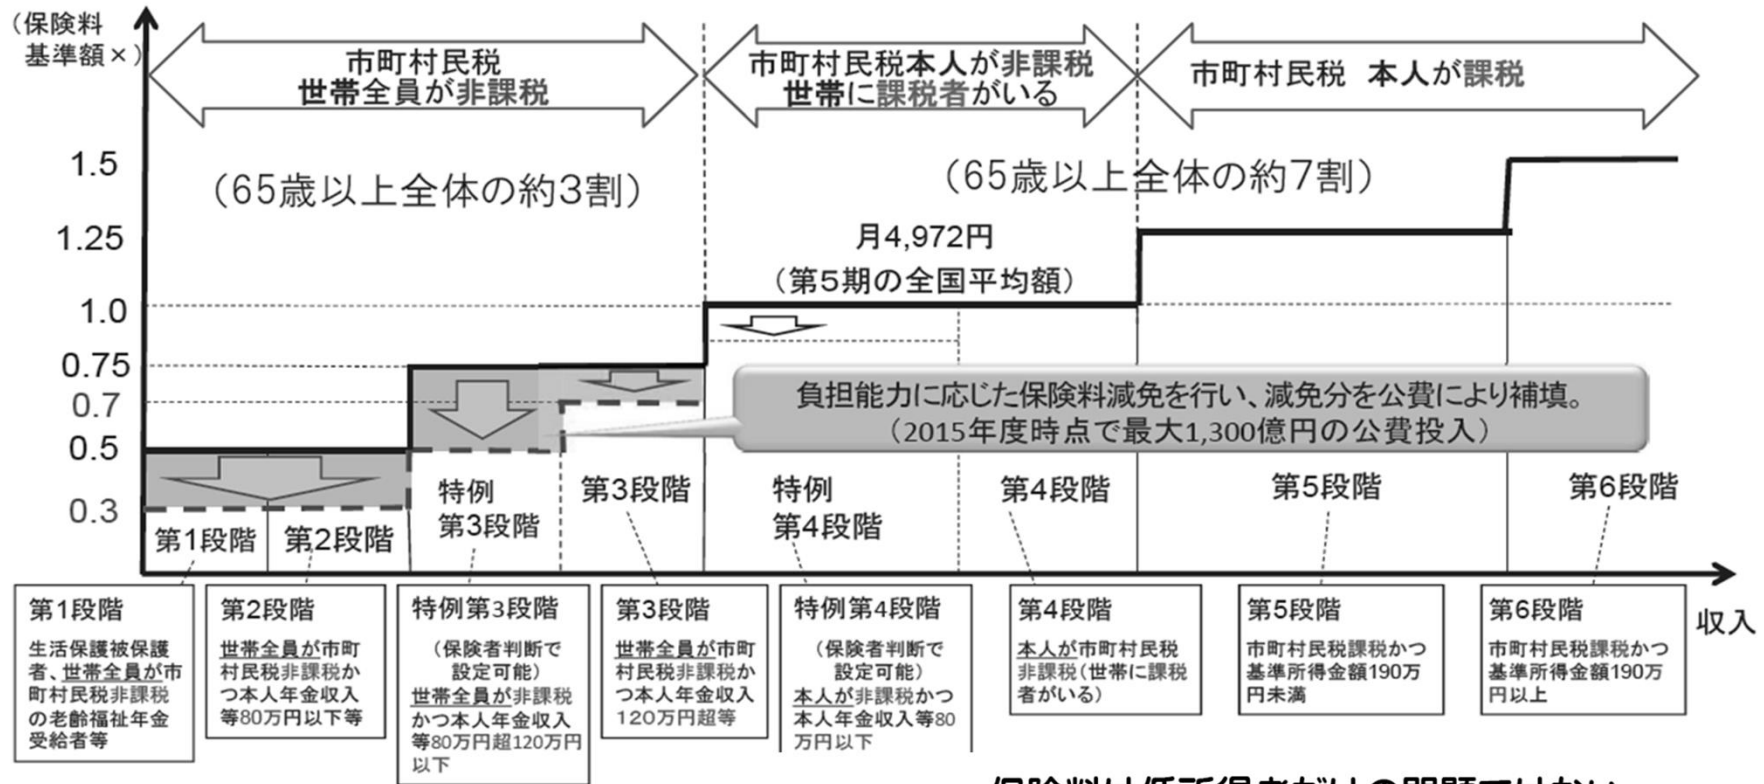 （保険料
基準額×）
市町村民税
世帯全員が非課税
市町村民税本人が非課税
世帯に課税者がいる
市町村民税 本人が課税
（65歳以上全体の約3割）
（65歳以上全体の約7割）
1.5
1.25
1.0
0.75
0.7
0.5
0.3
月4,972円
（第5期の全国平均額）
負担能力に応じた保険料減免を行い、減免分を公費により補填。
（2015年度時点で最大1,300億円の公費投入）
第1段階
第2段階
特例
第3段階
第3段階
特例
第4段階
第4段階
第5段階
第6段階
収入
第1段階
生活保護被保護
者、世帯全員が市
町村民税非課税
の老齢福祉年金
受給者等
第2段階
世帯全員が市町
村民税非課税か
つ本人年金収入
等80万円以下等
特例第3段階
（保険者判断で
設定可能）
世帯全員が非課税
かつ本人年金収入
等80万円超120万円
以下
第3段階
世帯全員が市町
村民税非課税か
つ本人年金収入
120万円超等
特例第4段階
（保険者判断で
設定可能）
本人が非課税かつ
本人年金収入等80
万円以下
第4段階
本人が市町村民税
非課税（世帯に課税
者がいる）
第5段階
市町村民税課税かつ
基準所得金額190万
円未満
第6段階
市町村民税課税かつ
基準所得金額190万
円以上